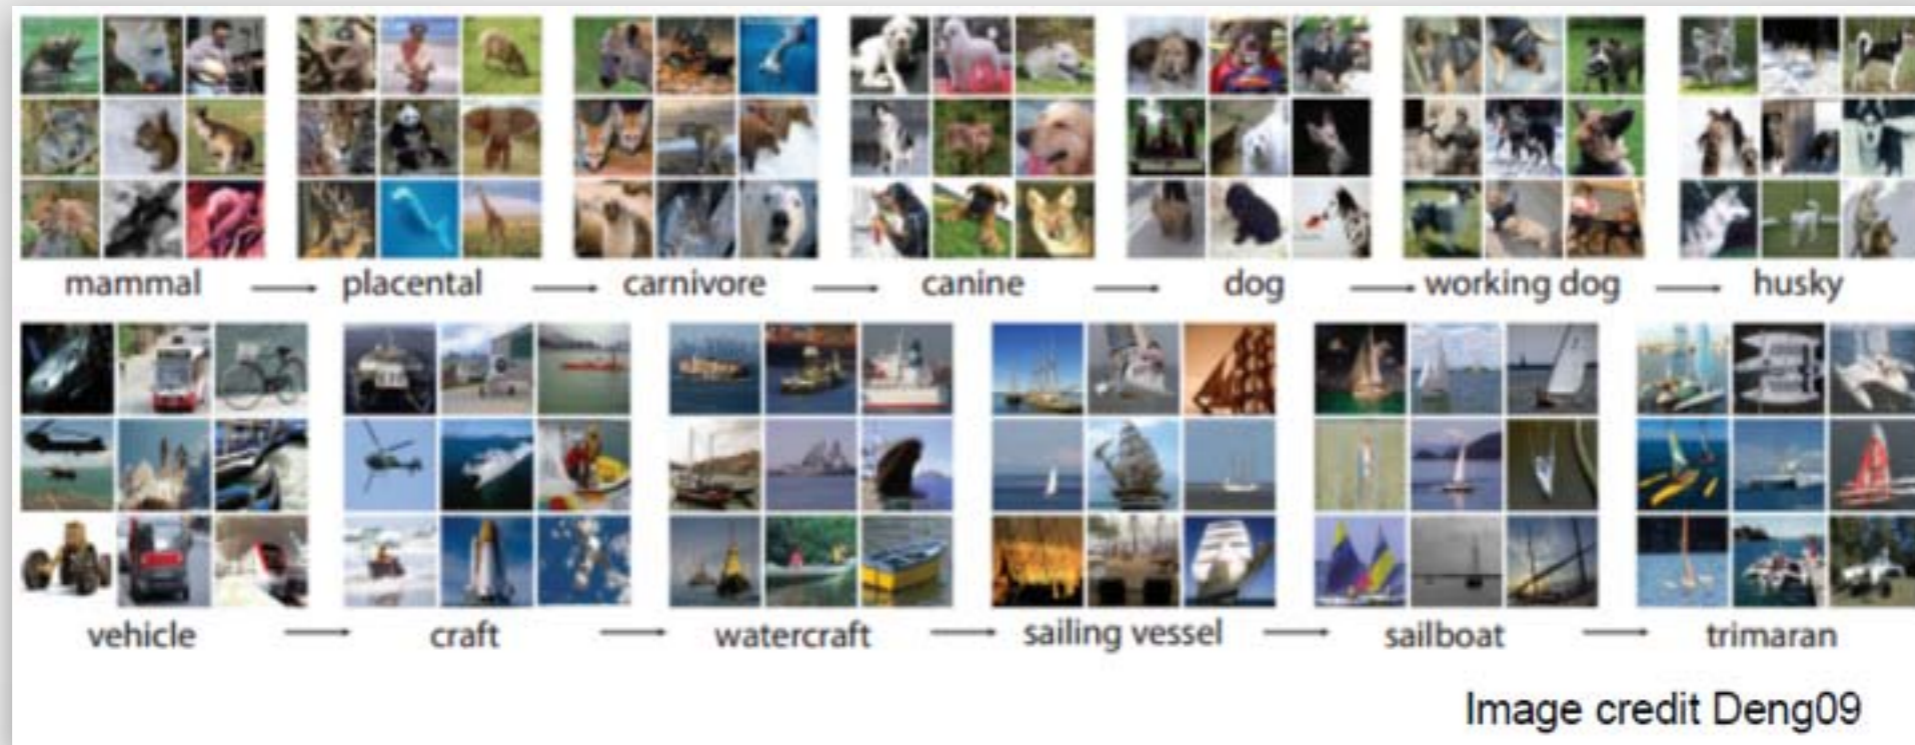 mammal → placental → carnivore → canine → dog → working dog → husky
vehicle → craft → watercraft → sailing vessel → sailboat → trimaran
Image credit Deng09